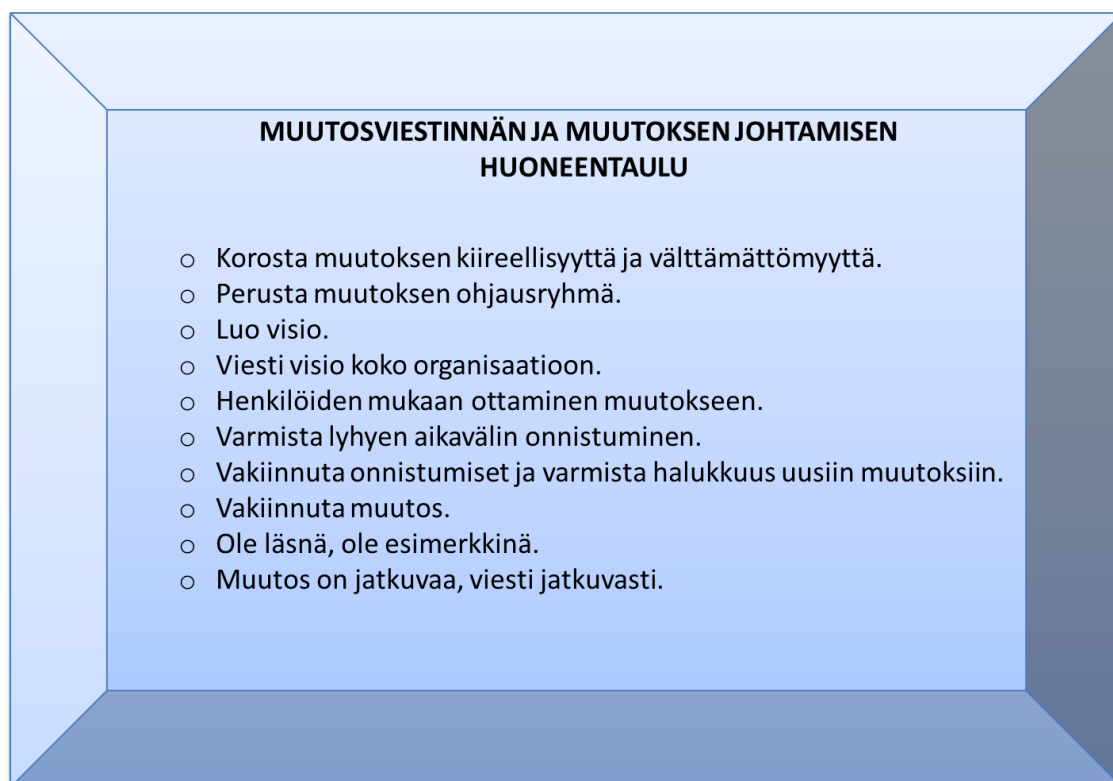 MUUTOSVIESTINNÄN JA MUUTOKSEN JOHTAMISEN
HUONEENTAULU
o Korosta muutoksen kiireellisyyttä ja välttämättömyyttä.
o Perusta muutoksen ohjausryhmä.
o Luo visio.
o Viesti visio koko organisaatioon.
o Henkilöiden mukaan ottaminen muutokseen.
o Varmista lyhyen aikavälin onnistuminen.
o Vakiinnuta onnistumiset ja varmista halukkuus uusiin muutoksiin.
o Vakiinnuta muutos.
o Ole läsnä, ole esimerkkinä.
o Muutos on jatkuvaa, viesti jatkuvasti.